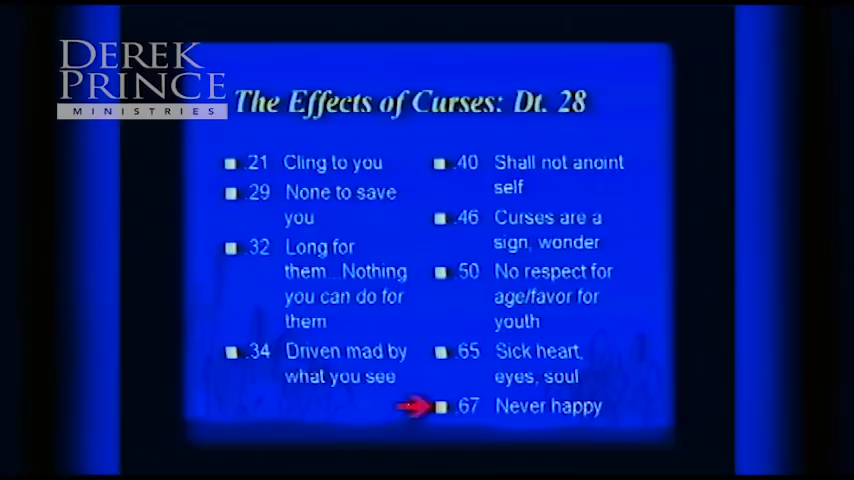 DEREK
PRINCE
MINISTRIES
The Effects of Curses: Dt. 28
.21 Cling to you
.29 None to save
you
.32 Long for
them...Nothing
you can do for
them
.34 Driven mad by
what you see
.40 Shall not anoint
self
.46 Curses are a
sign, wonder
.50 No respect for
age/favor for
youth
.65 Sick heart,
eyes, soul
.67 Never happy